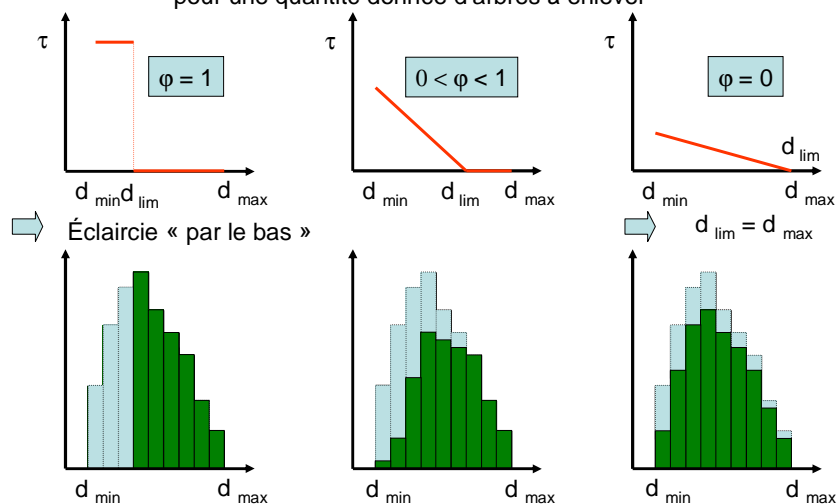 pour une quantité donnée d'arbres à enlever
τ
φ = 1
d min d lim d max
τ
0 < φ < 1
d min d lim d max
τ
φ = 0
d lim
d min d max
Éclaircie « par le bas »
d lim = d max
d min d max
d min d max
d min d max